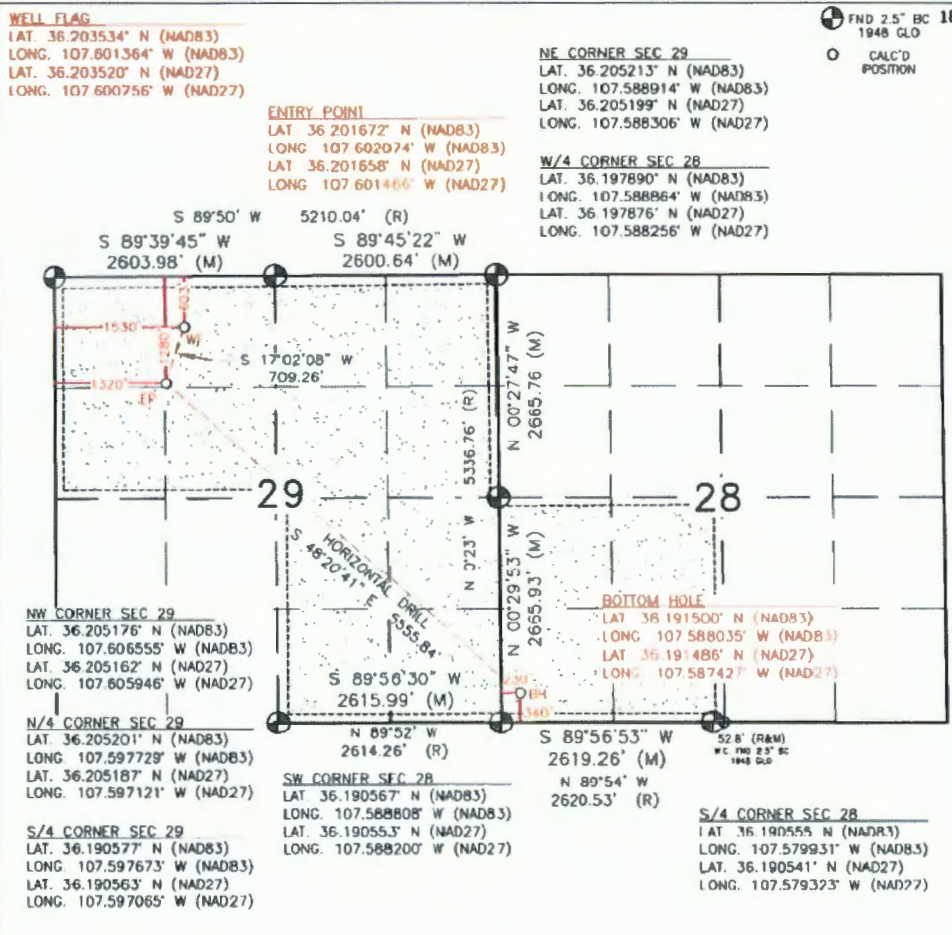 WELL FLAG
LAT. 36.203534° N (NAD83)
LONG. 107.601364° W (NAD83)
LAT. 36.203520° N (NAD27)
LONG. 107.600756° W (NAD27)
FND 2.5" BC
1948 GLO
CALC'D
POSITION
ENTRY POINT
LAT 36.201672° N (NAD83)
LONG 107.602074° W (NAD83)
LAT 36.201658° N (NAD27)
LONG 107.601466° W (NAD27)
NE CORNER SEC 29
LAT. 36.205213° N (NAD83)
LONG. 107.588914° W (NAD83)
LAT. 36.205199° N (NAD27)
LONG. 107.588306° W (NAD27)
W/4 CORNER SEC 28
LAT. 36.197890° N (NAD83)
LONG. 107.588864° W (NAD83)
LAT. 36.197876° N (NAD27)
LONG. 107.588256° W (NAD27)
S 89°50' W 5210.04' (R)
S 89°39'45" W
2603.98' (M)
S 89°45'22" W
2600.64' (M)
603'
1530'
WF
1280'
S 17°02'08" W
709.26'
1320'
EP
5336.76' (R)
N 0°23' W
N 00°27'47" W
2665.76 (M)
29
28
HORIZONTAL DRILL
S 48°20'41" E 5555.84'
N 00°29'53" W
2665.93' (M)
BOTTOM HOLE
LAT 36.191500° N (NAD83)
LONG 107.588035° W (NAD83)
LAT 36.191486° N (NAD27)
LONG 107.587427° W (NAD27)
230'
BH
340'
NW CORNER SEC 29
LAT. 36.205176° N (NAD83)
LONG. 107.606555° W (NAD83)
LAT. 36.205162° N (NAD27)
LONG. 107.605946° W (NAD27)
S 89°56'30" W
2615.99' (M)
N 89°52' W
2614.26' (R)
N/4 CORNER SEC 29
LAT. 36.205201° N (NAD83)
LONG. 107.597729° W (NAD83)
LAT. 36.205187° N (NAD27)
LONG. 107.597121° W (NAD27)
S 89°56'53" W
2619.26' (M)
N 89°54' W
2620.53' (R)
52.8' (R&M)
WC FND 2.5" BC
1948 GLO
SW CORNER SEC 28
LAT. 36.190567° N (NAD83)
LONG. 107.588808° W (NAD83)
LAT. 36.190553° N (NAD27)
LONG. 107.588200° W (NAD27)
S/4 CORNER SEC 29
LAT. 36.190577° N (NAD83)
LONG. 107.597673° W (NAD83)
LAT. 36.190563° N (NAD27)
LONG. 107.597065° W (NAD27)
S/4 CORNER SEC 28
LAT. 36.190555 N (NAD83)
LONG. 107.579931° W (NAD83)
LAT. 36.190541° N (NAD27)
LONG. 107.579323° W (NAD27)